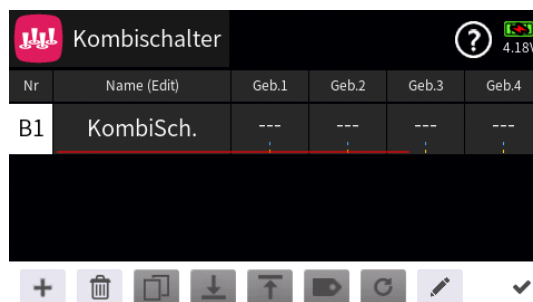 Kombischalter ?
4.18V
Nr Name (Edit) Geb.1 Geb.2 Geb.3 Geb.4
B1 KombiSch. --- --- --- ---